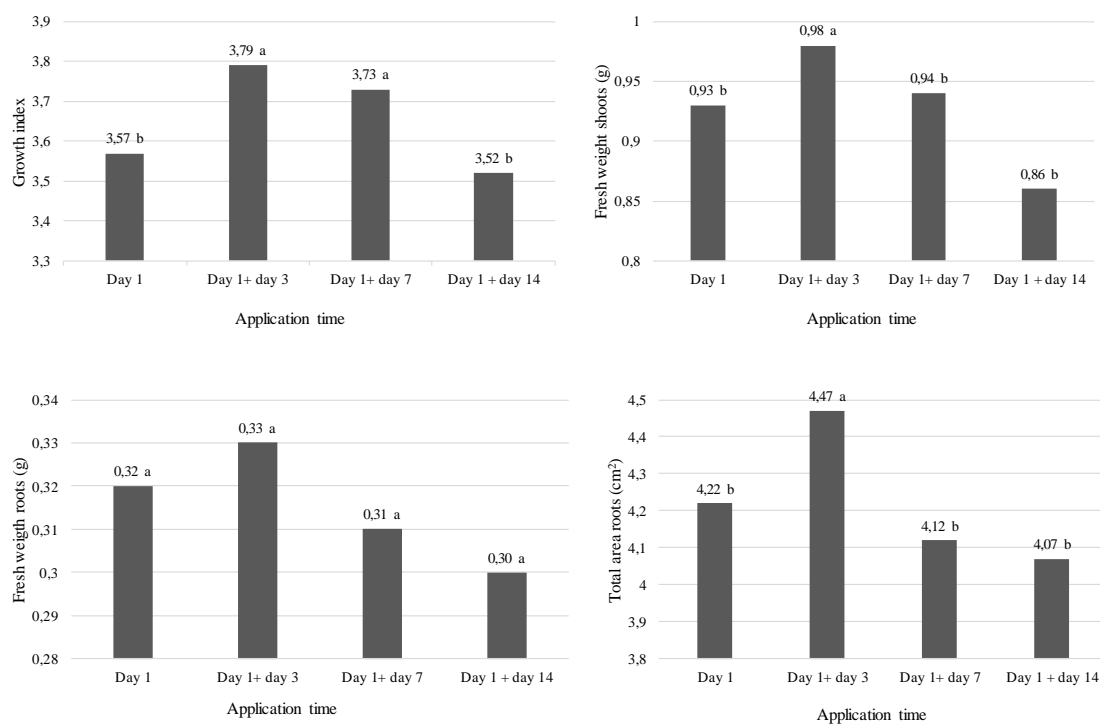 Growth index
3,9
3,8
3,7
3,6
3,5
3,4
3,3
3,57 b
3,79 a
3,73 a
3,52 b
Day 1
Day 1+ day 3
Day 1+ day 7
Day 1 + day 14
Application time
Fresh weight shoots (g)
1
0,95
0,9
0,85
0,8
0,93 b
0,98 a
0,94 b
0,86 b
Day 1
Day 1+ day 3
Day 1+ day 7
Day 1 + day 14
Application time
Fresh weigth roots (g)
0,34
0,33
0,32
0,31
0,3
0,29
0,28
0,32 a
0,33 a
0,31 a
0,30 a
Day 1
Day 1+ day 3
Day 1+ day 7
Day 1 + day 14
Application time
Total area roots (cm²)
4,5
4,4
4,3
4,2
4,1
4
3,9
3,8
4,22 b
4,47 a
4,12 b
4,07 b
Day 1
Day 1+ day 3
Day 1+ day 7
Day 1 + day 14
Application time